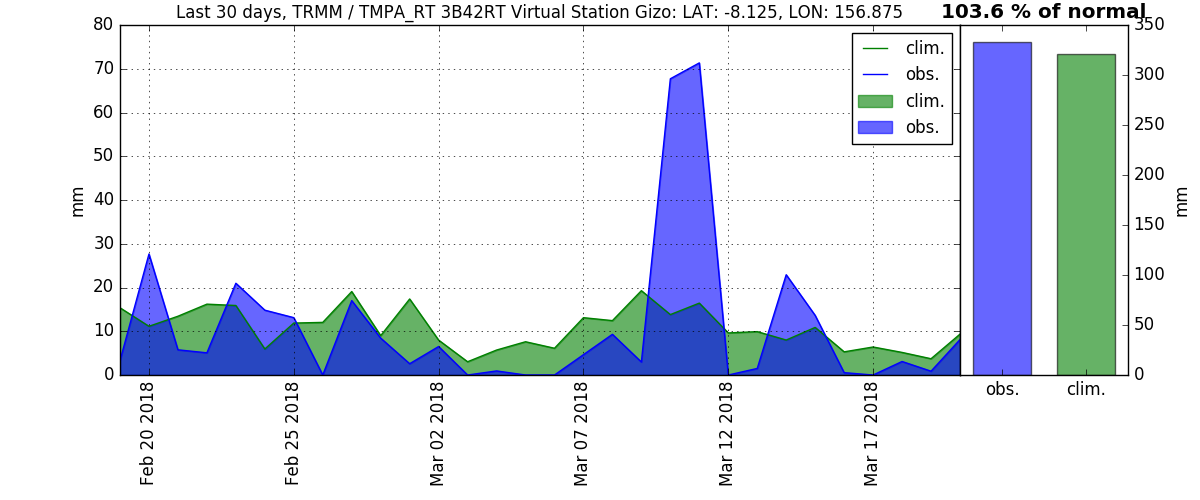 Last 30 days, TRMM / TMPA_RT 3B42RT Virtual Station Gizo: LAT: -8.125, LON: 156.875
103.6 % of normal
80
70
60
50
40
30
20
10
0
mm
clim.
obs.
clim.
obs.
350
300
250
200
150
100
50
0
mm
obs.
clim.
Feb 20 2018
Feb 25 2018
Mar 02 2018
Mar 07 2018
Mar 12 2018
Mar 17 2018